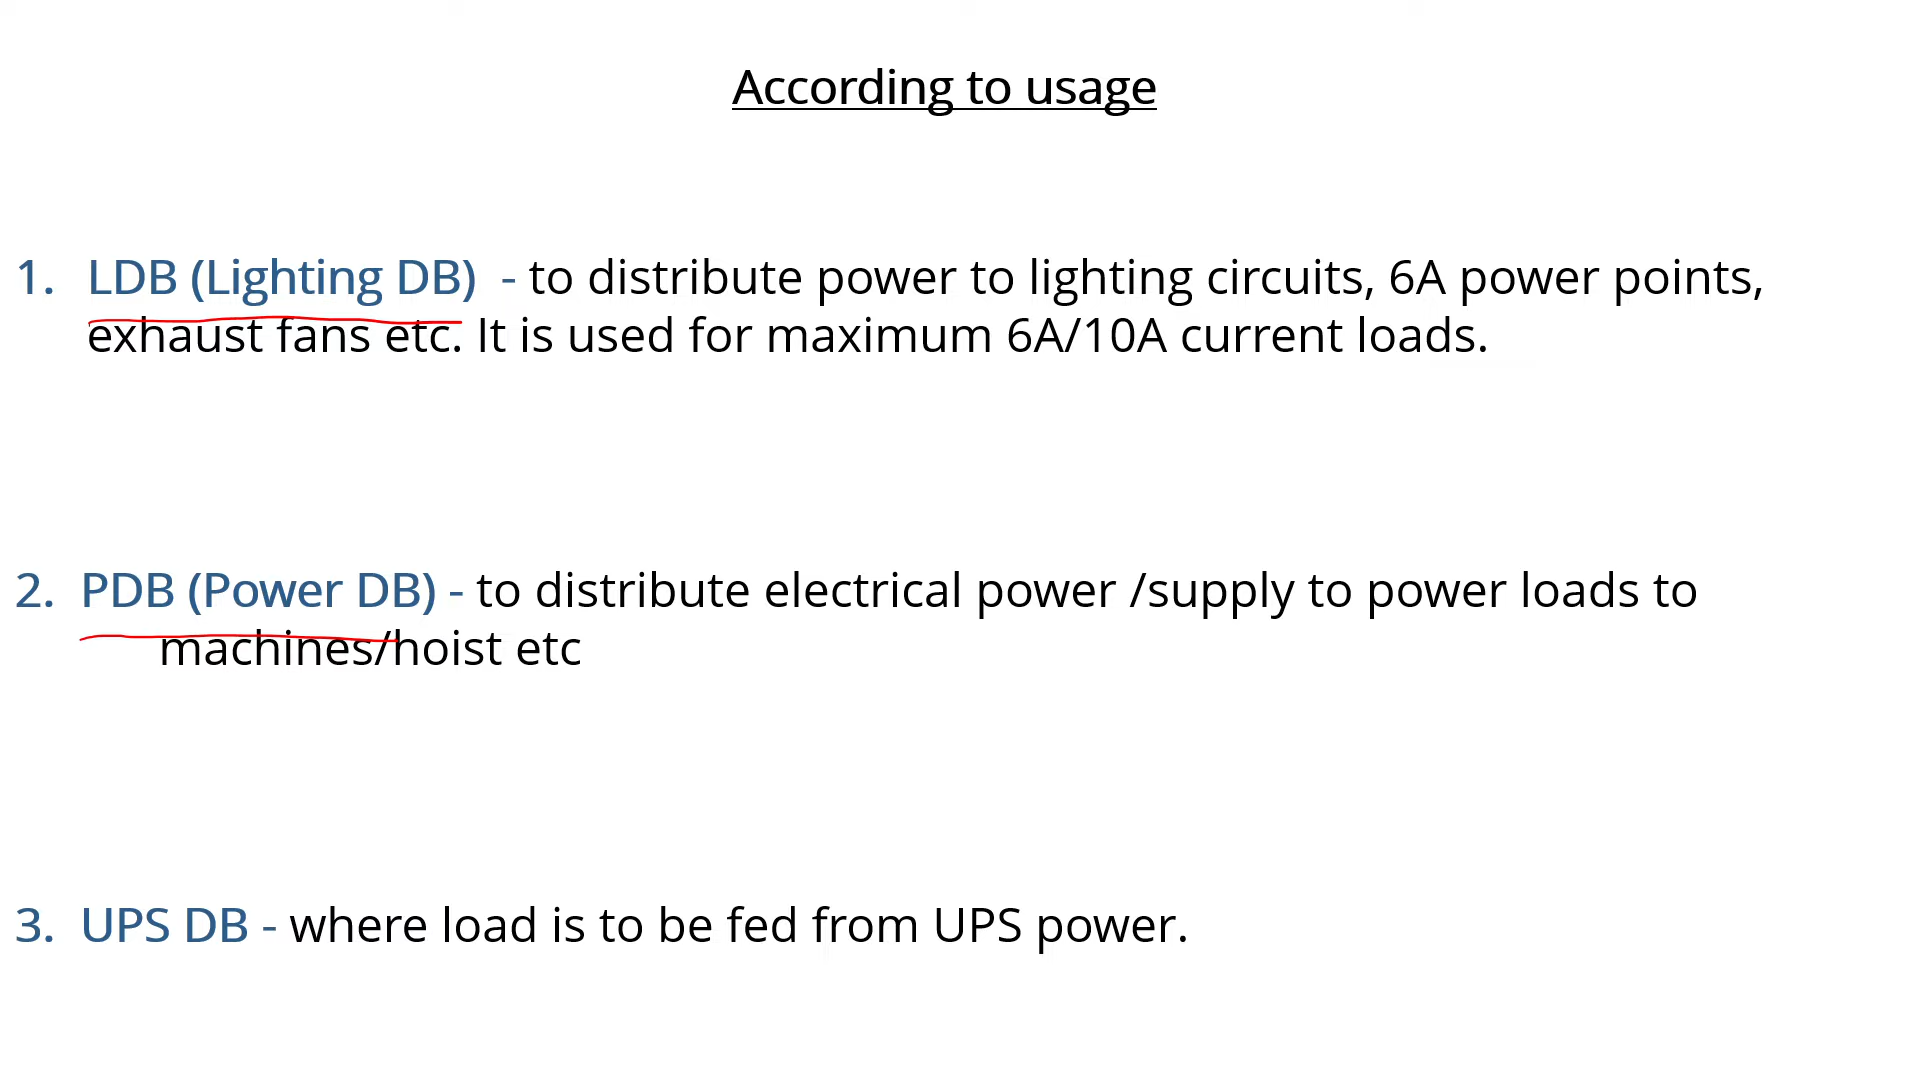 According to usage
1. LDB (Lighting DB) - to distribute power to lighting circuits, 6A power points,
exhaust fans etc. It is used for maximum 6A/10A current loads.
2. PDB (Power DB) - to distribute electrical power /supply to power loads to
machines/hoist etc
3. UPS DB - where load is to be fed from UPS power.